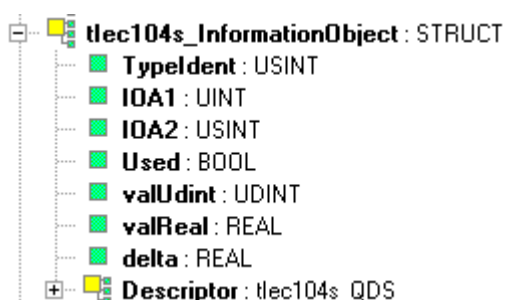 tIec104s_InformationObject : STRUCT
TypeIdent : USINT
IOA1 : UINT
IOA2 : USINT
Used : BOOL
valUdint : UDINT
valReal : REAL
delta : REAL
Descriptor : tIec104s_QDS